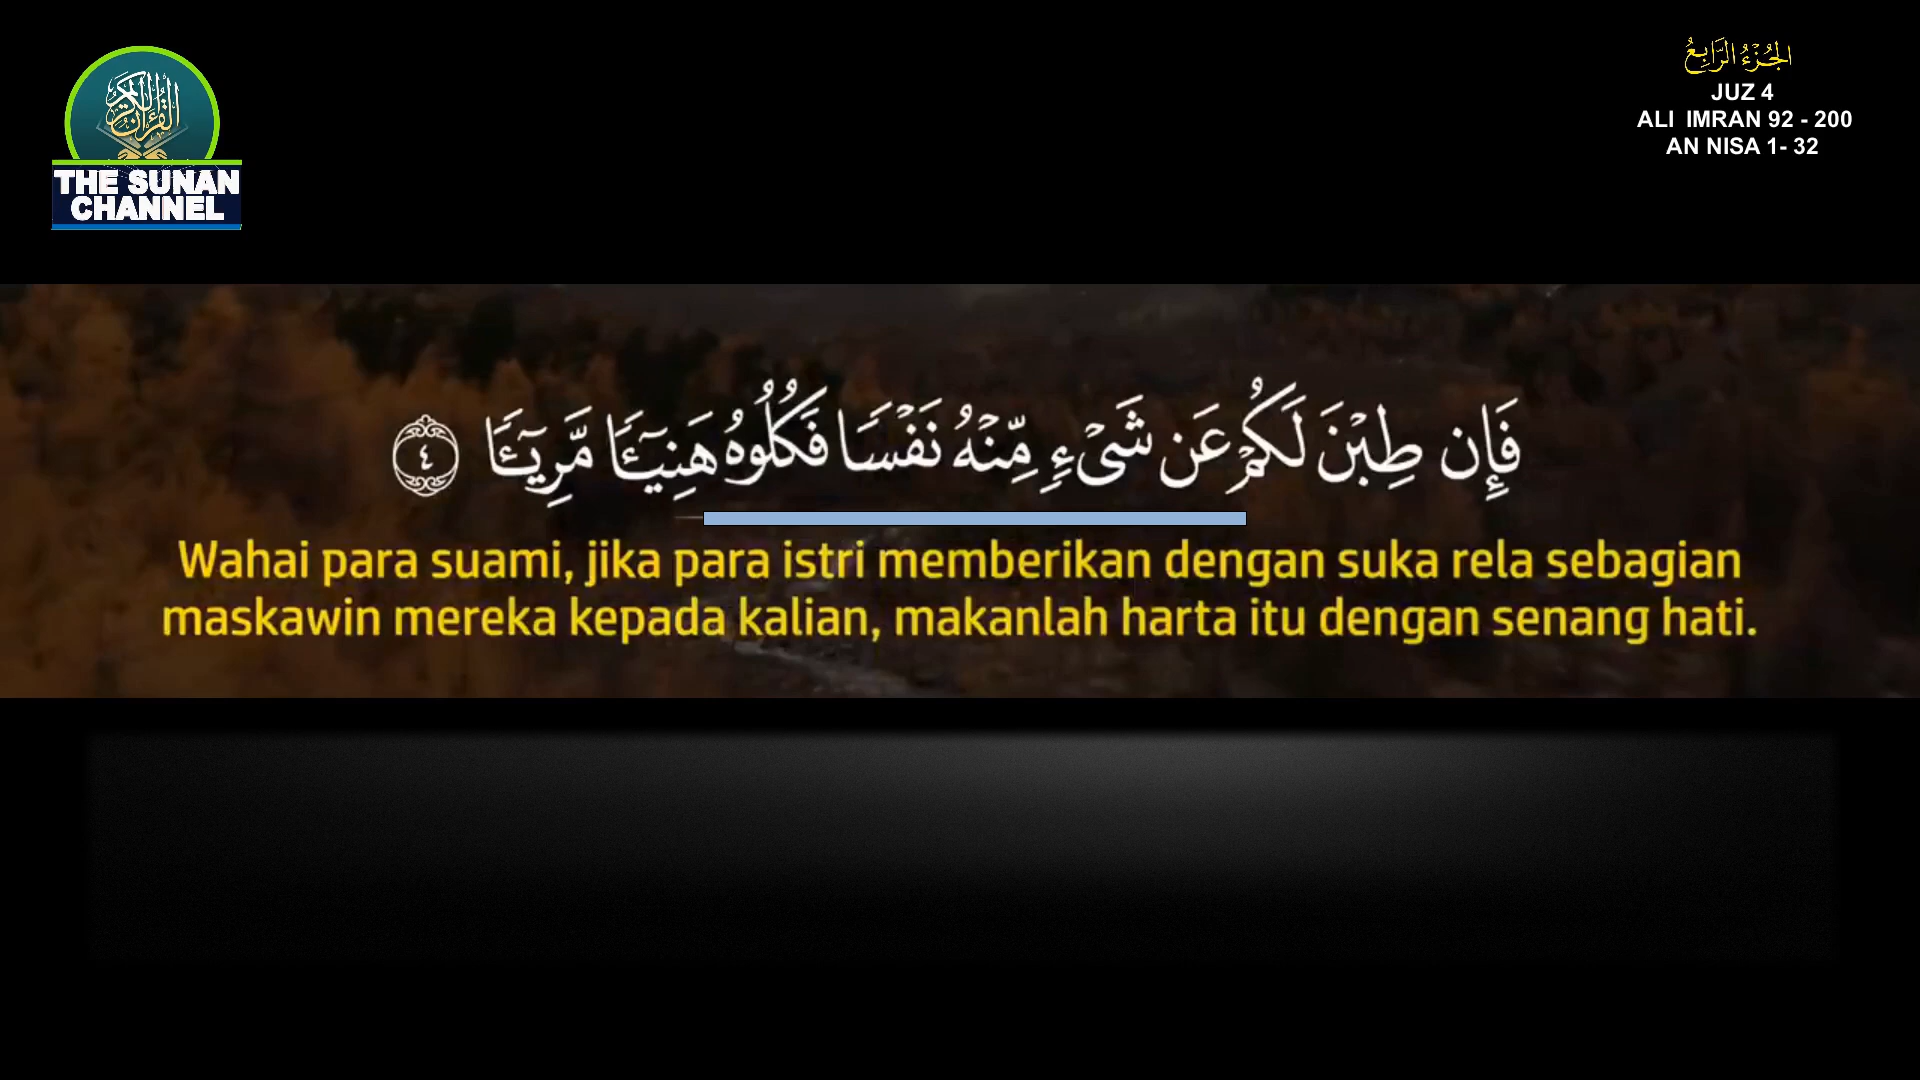 القرآن الكريم
THE SUNAN
CHANNEL
الجُزْءُ الرَّابِعُ
JUZ 4
ALI IMRAN 92 - 200
AN NISA 1- 32
فَإِن طِبْنَ لَكُمْ عَن شَىْءٍ مِّنْهُ نَفْسًا فَكُلُوهُ هَنِيٓـًٔا مَّرِيٓـًٔا ٤
Wahai para suami, jika para istri memberikan dengan suka rela sebagian
maskawin mereka kepada kalian, makanlah harta itu dengan senang hati.